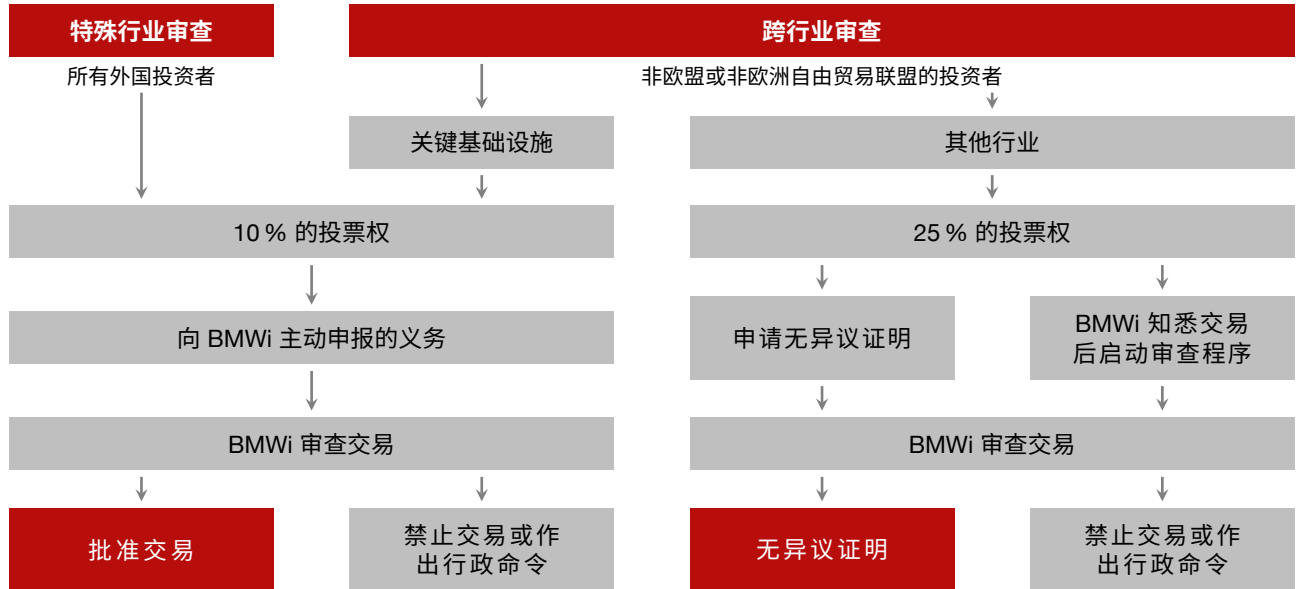 特殊行业审查
跨行业审查
所有外国投资者
非欧盟或非欧洲自由贸易联盟的投资者
关键基础设施
其他行业
10 % 的投票权
25 % 的投票权
向 BMWi 主动申报的义务
申请无异议证明
BMWi 知悉交易
后启动审查程序
BMWi 审查交易
BMWi 审查交易
批准交易
禁止交易或作
出行政命令
无异议证明
禁止交易或作
出行政命令